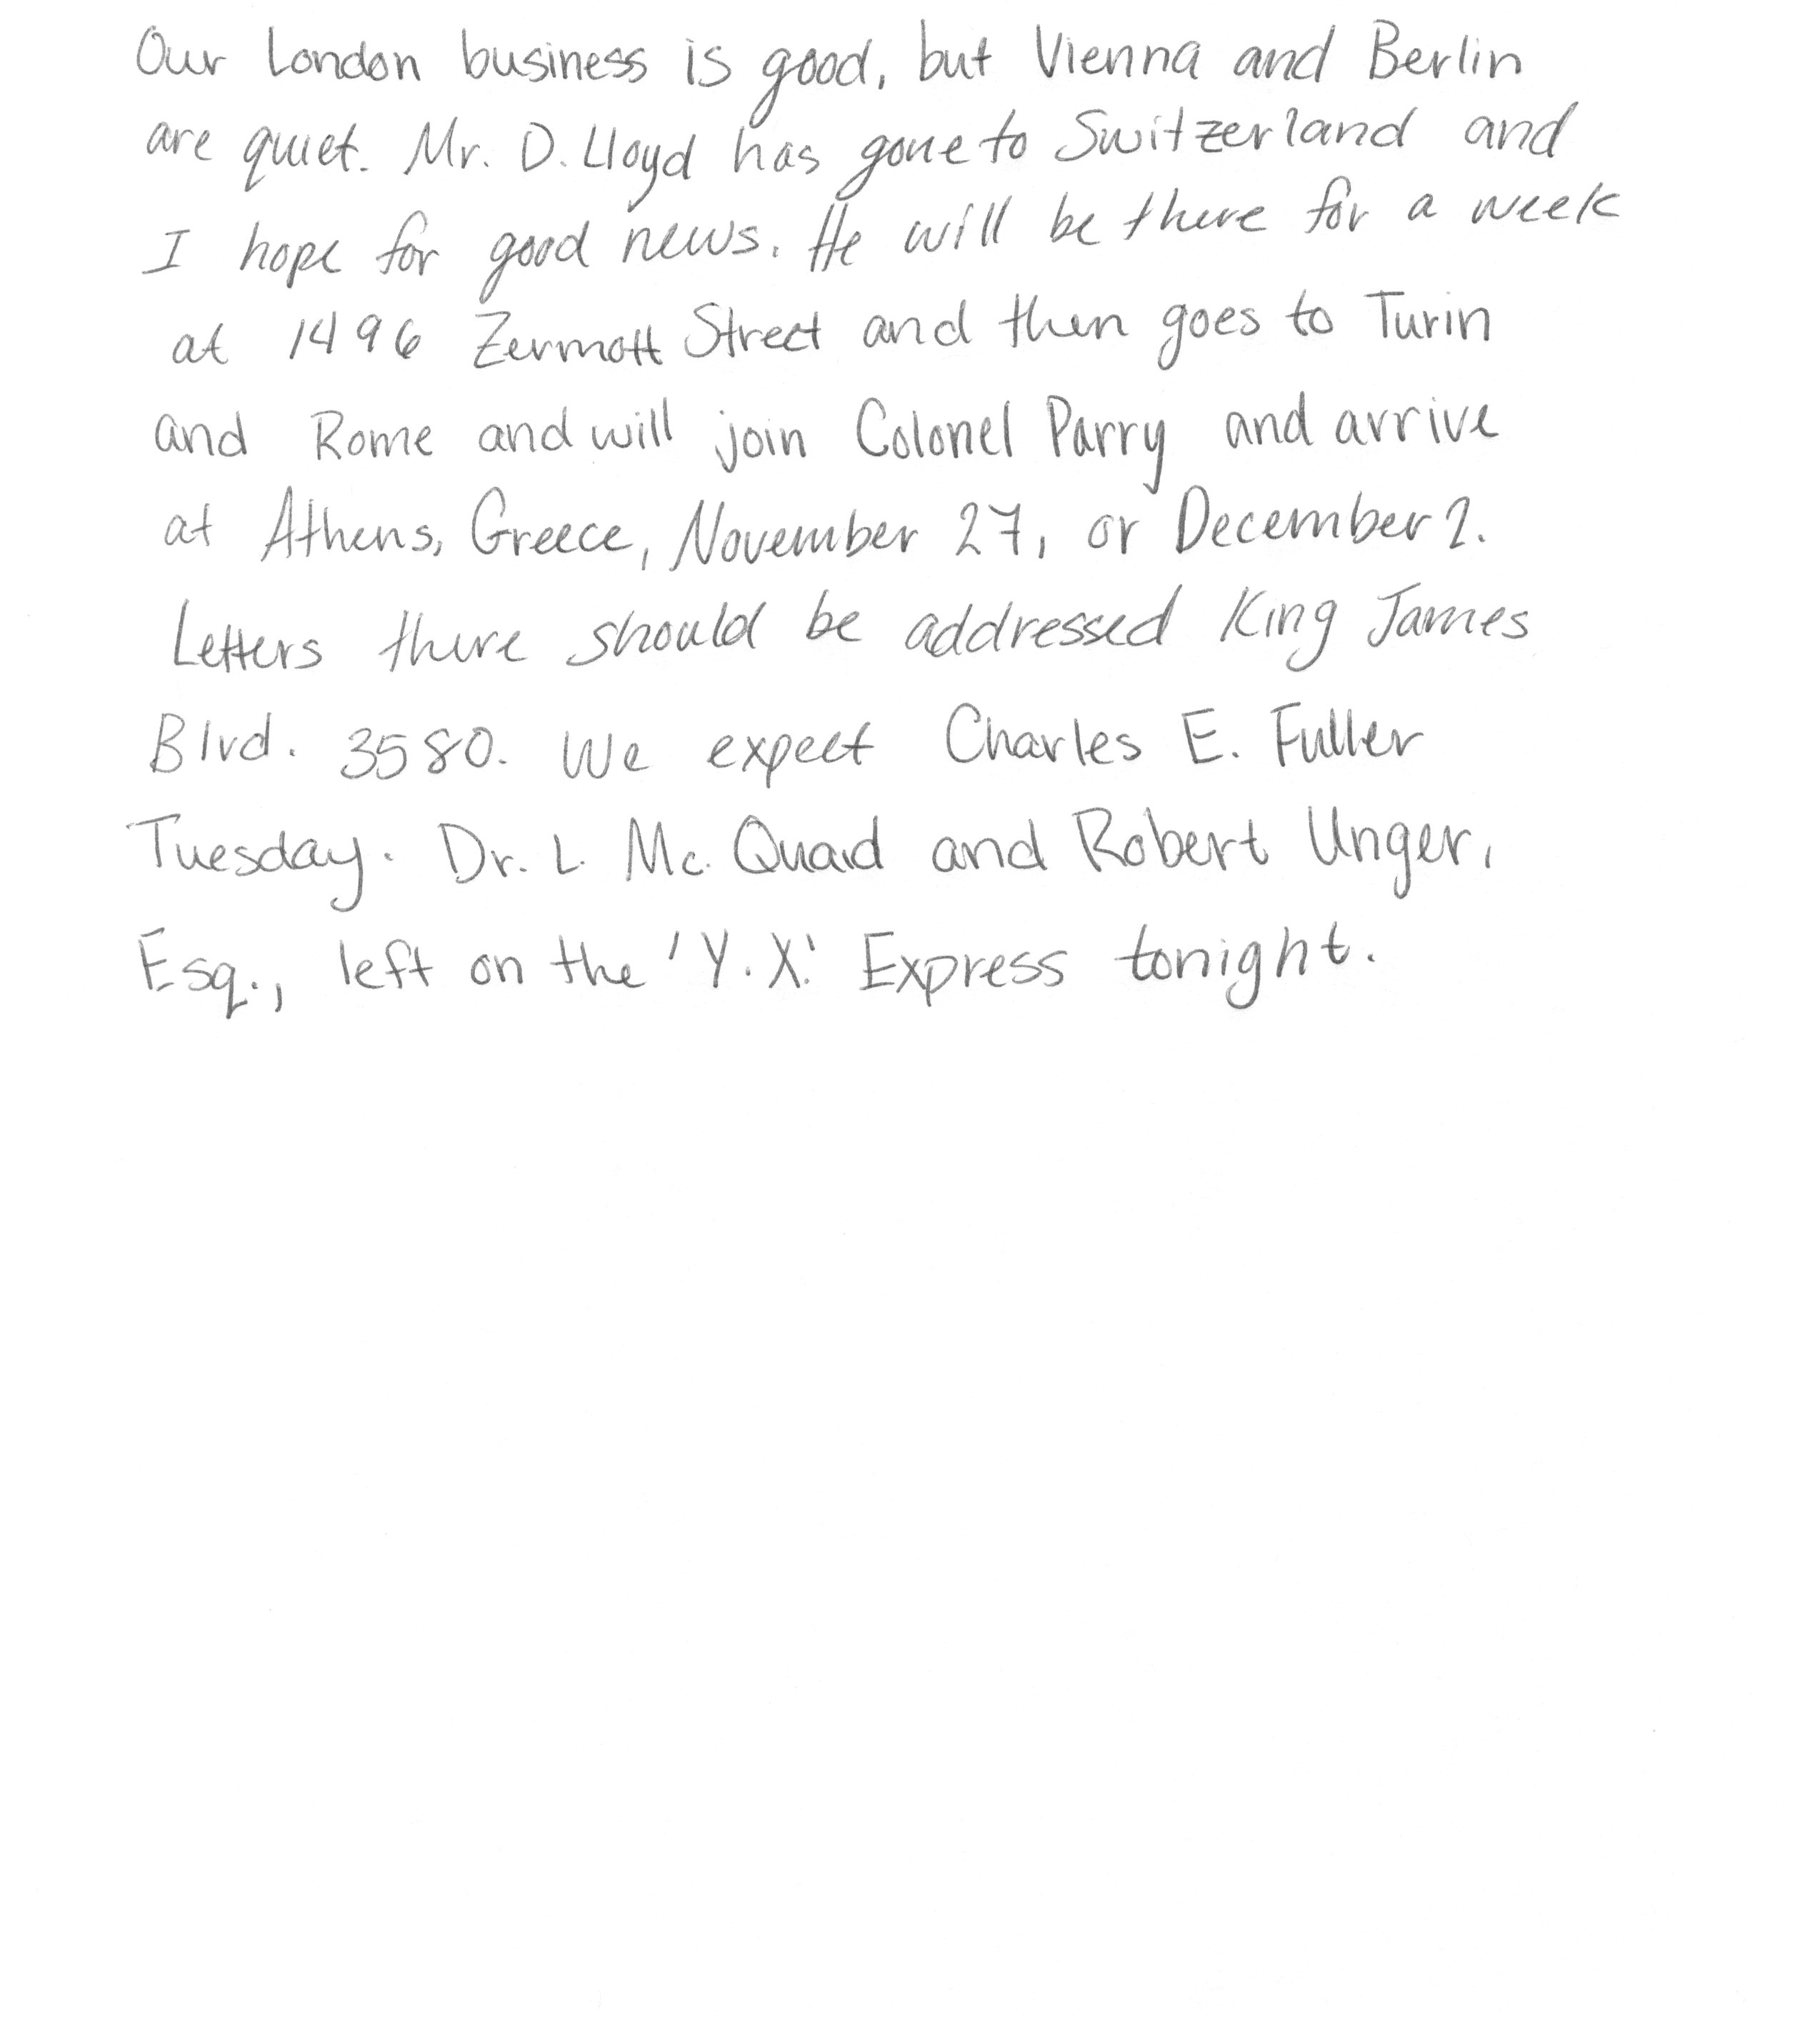 Our London business is good, but Vienna and Berlin
are quiet. Mr. D. Lloyd has gone to Switzerland and
I hope for good news. He will be there for a week
at 1496 Zermott Street and then goes to Turin
and Rome and will join Colonel Parry and arrive
at Athens, Greece, November 27, or December 2.
Letters there should be addressed King James
Blvd. 3580. We expect Charles E. Fuller
Tuesday. Dr. L. Mc. Quaid and Robert Unger,
Esq., left on the 'Y.X.' Express tonight.